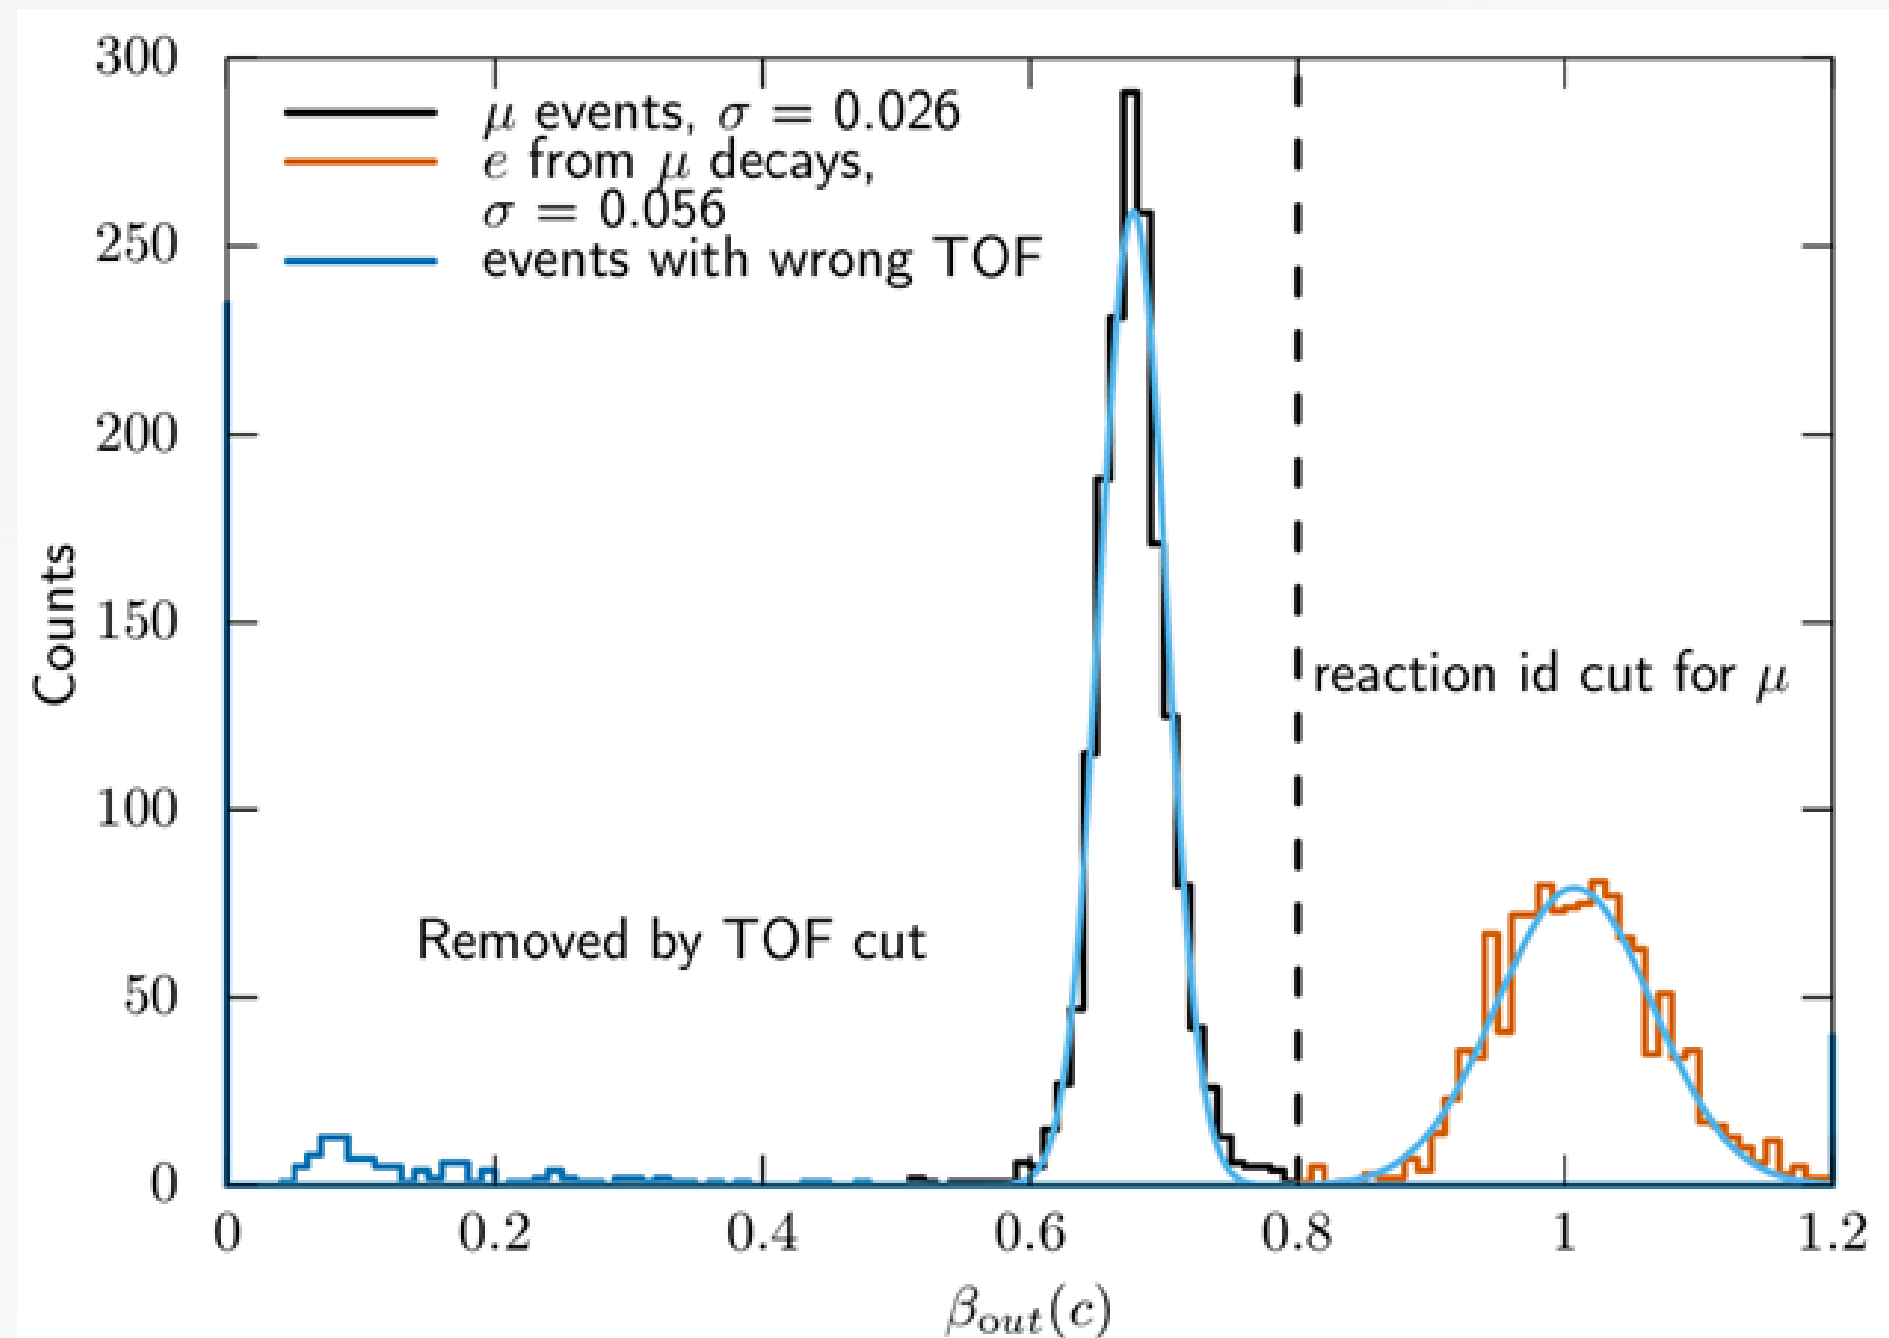 300
250
200
150
100
50
0
Counts
μ events, σ = 0.026
e from μ decays,
σ = 0.056
events with wrong TOF
reaction id cut for μ
Removed by TOF cut
0 0.2 0.4 0.6 0.8 1 1.2
βout(c)